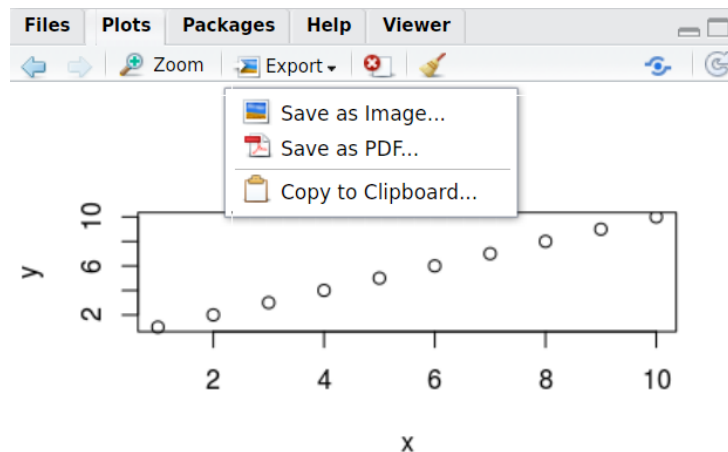 Files Plots Packages Help Viewer
Zoom Export
Save as Image...
Save as PDF...
Copy to Clipboard...
10
y
6
2
2 4 6 8 10
x